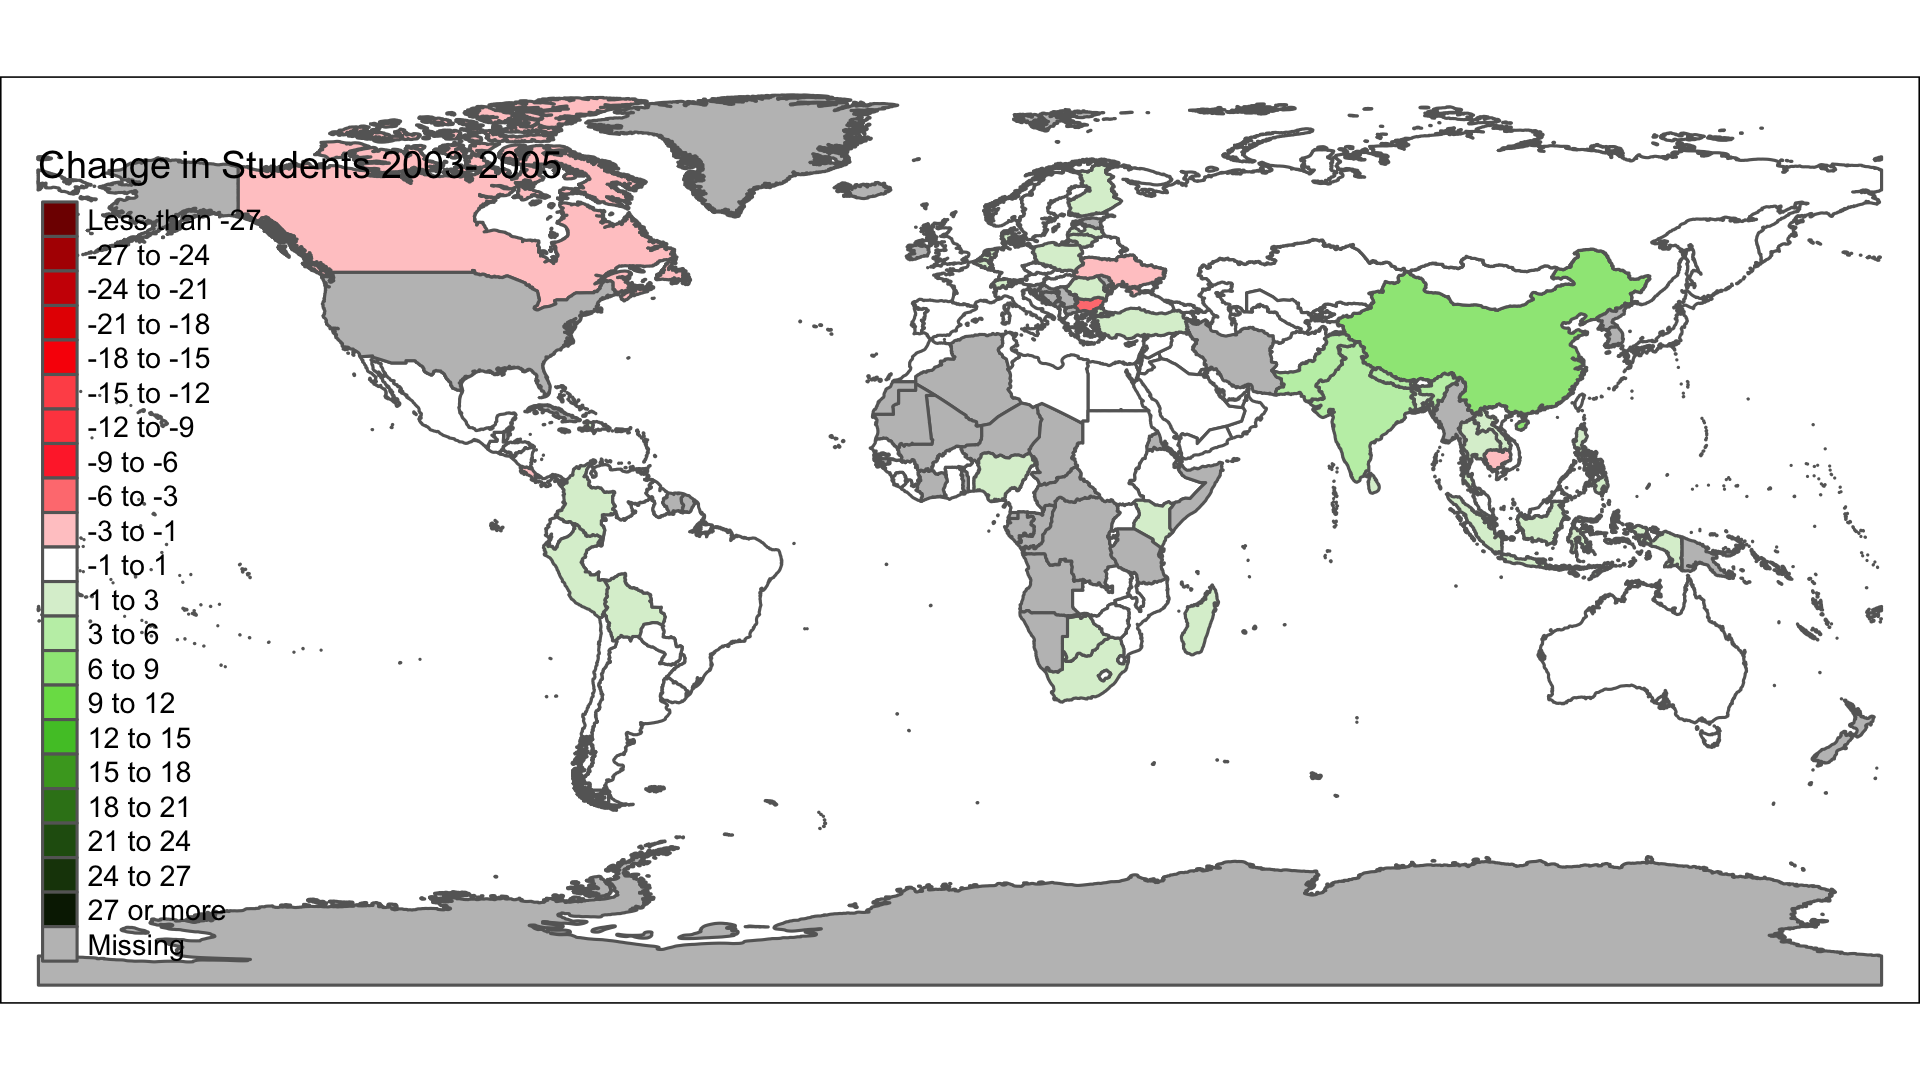 Change in Students 2003-2005
Less than -27
-27 to -24
-24 to -21
-21 to -18
-18 to -15
-15 to -12
-12 to -9
-9 to -6
-6 to -3
-3 to -1
-1 to 1
1 to 3
3 to 6
6 to 9
9 to 12
12 to 15
15 to 18
18 to 21
21 to 24
24 to 27
27 or more
Missing